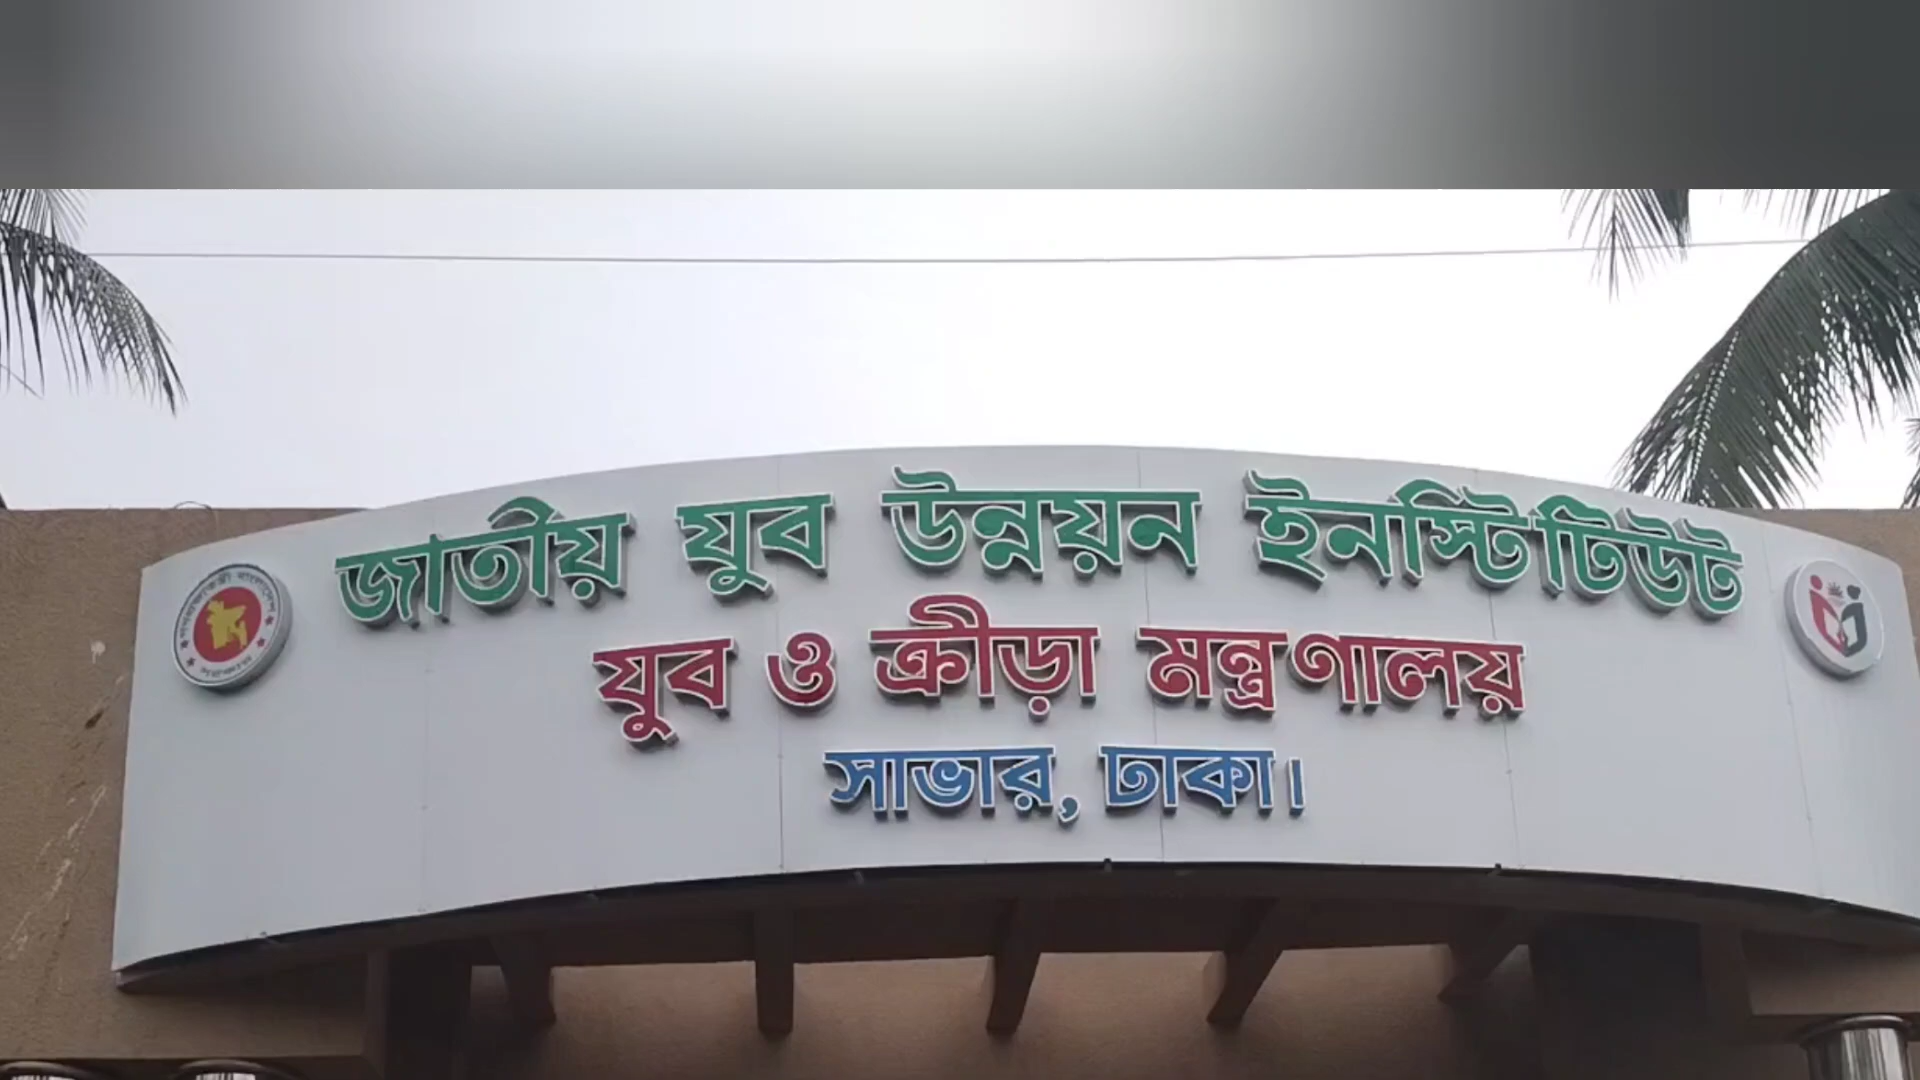 জাতীয় যুব উন্নয়ন ইনস্টিটিউট
যুব ও ক্রীড়া মন্ত্রণালয়
সাভার, ঢাকা।